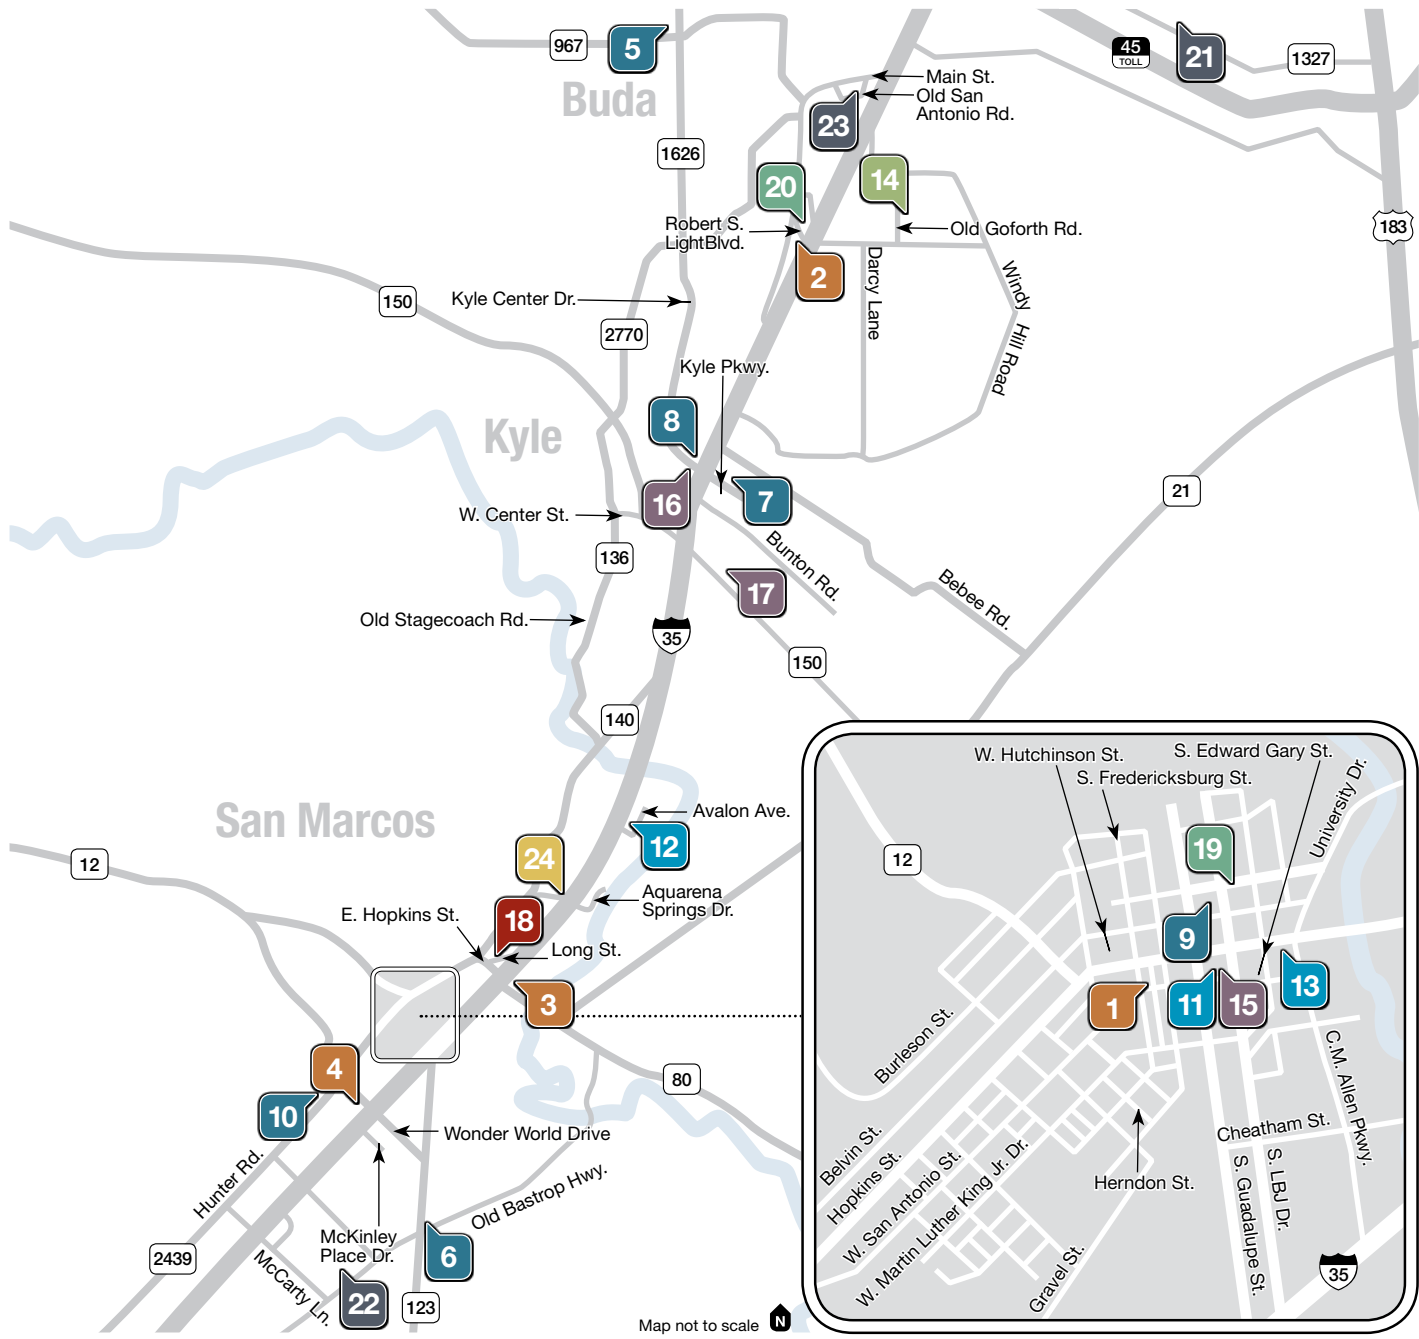 967
5
45
TOLL
21
1327
Buda
Main St.
Old San
Antonio Rd.
23
1626
20
14
183
Robert S.
LightBlvd.
Old Goforth Rd.
2
Darcy Lane
Windy Hill Road
150
Kyle Center Dr.
2770
Kyle Pkwy.
8
Kyle
16
7
21
W. Center St.
136
Bunton Rd.
17
Bebee Rd.
Old Stagecoach Rd.
35
150
140
San Marcos
Avalon Ave.
12
12
24
Aquarena
Springs Dr.
E. Hopkins St.
18
Long St.
3
4
10
80
Wonder World Drive
Hunter Rd.
Old Bastrop Hwy.
McKinley
Place Dr.
6
2439
McCarty Ln.
22
123
Map not to scale
N
W. Hutchinson St.
S. Edward Gary St.
S. Fredericksburg St.
University Dr.
12
19
9
1
11
15
13
Burleson St.
C.M. Allen Pkwy.
Belvin St.
Hopkins St.
W. San Antonio St.
W. Martin Luther King Jr. Dr.
Cheatham St.
Herndon St.
S. Guadalupe St.
S. LBJ Dr.
Gravel St.
35